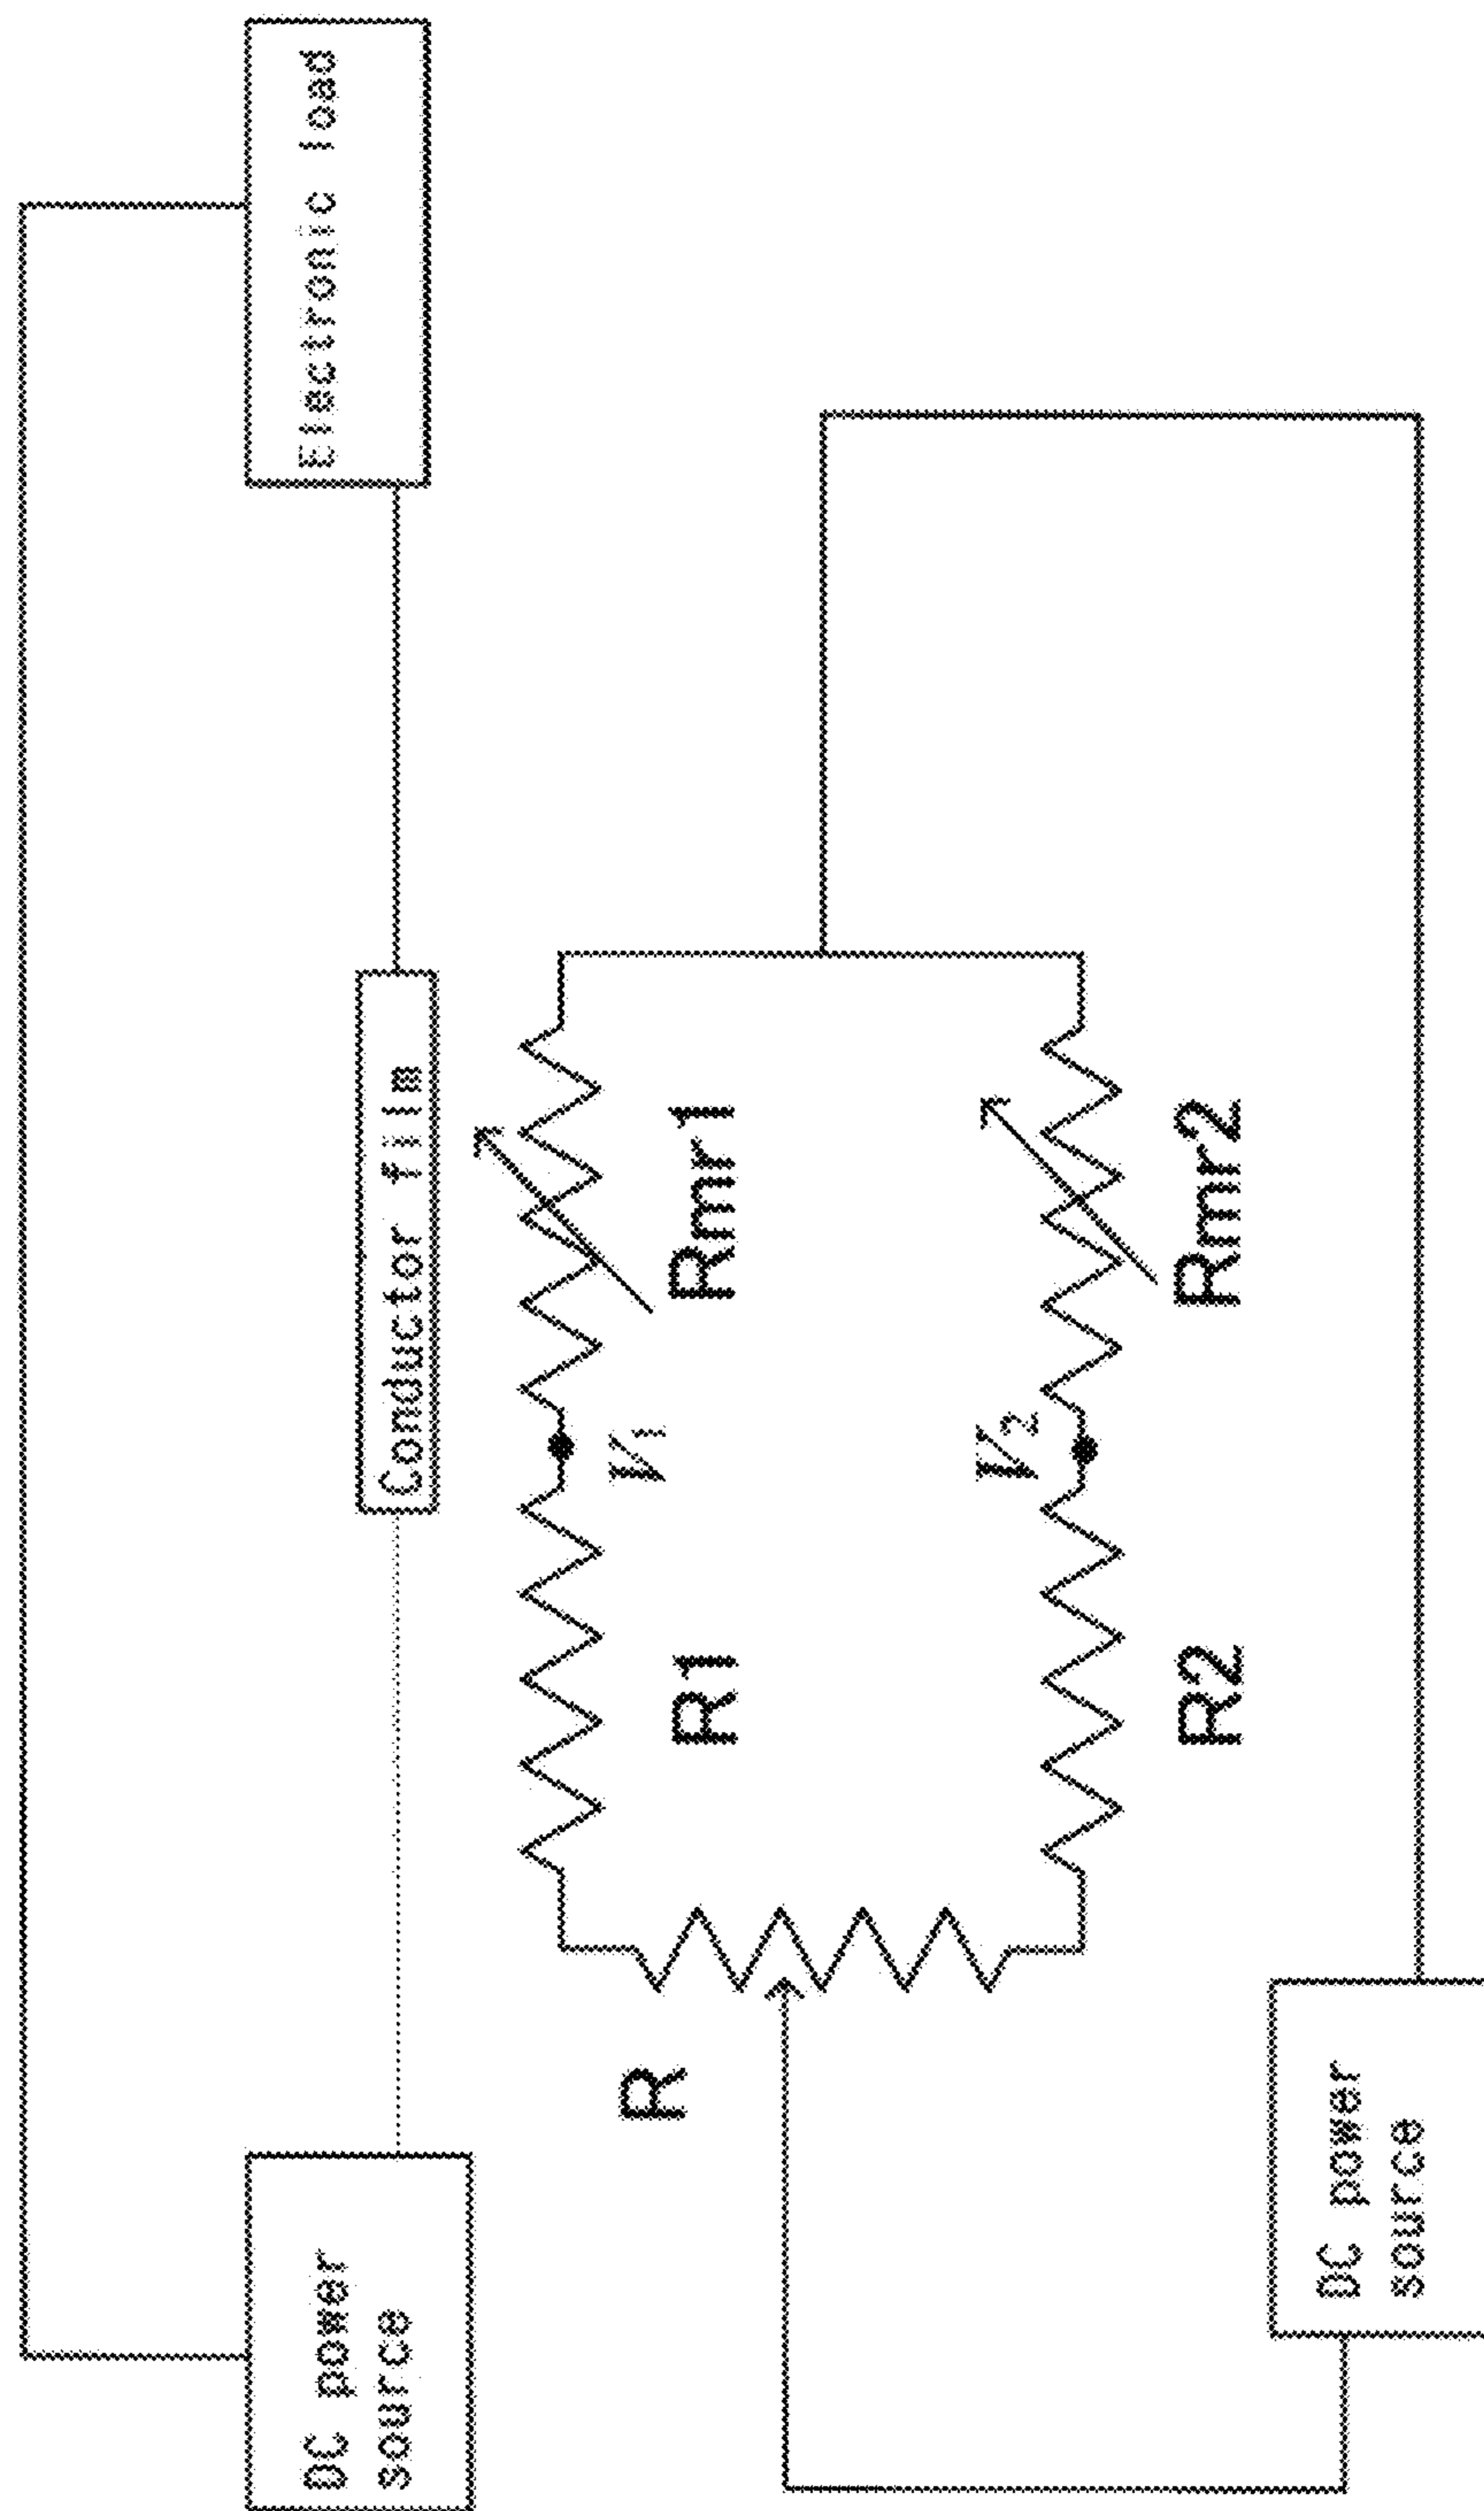 DC power
source
Conductor film
Electronic load
R1
V1
Rmr1
R
V2
R2
Rmr2
DC power
source